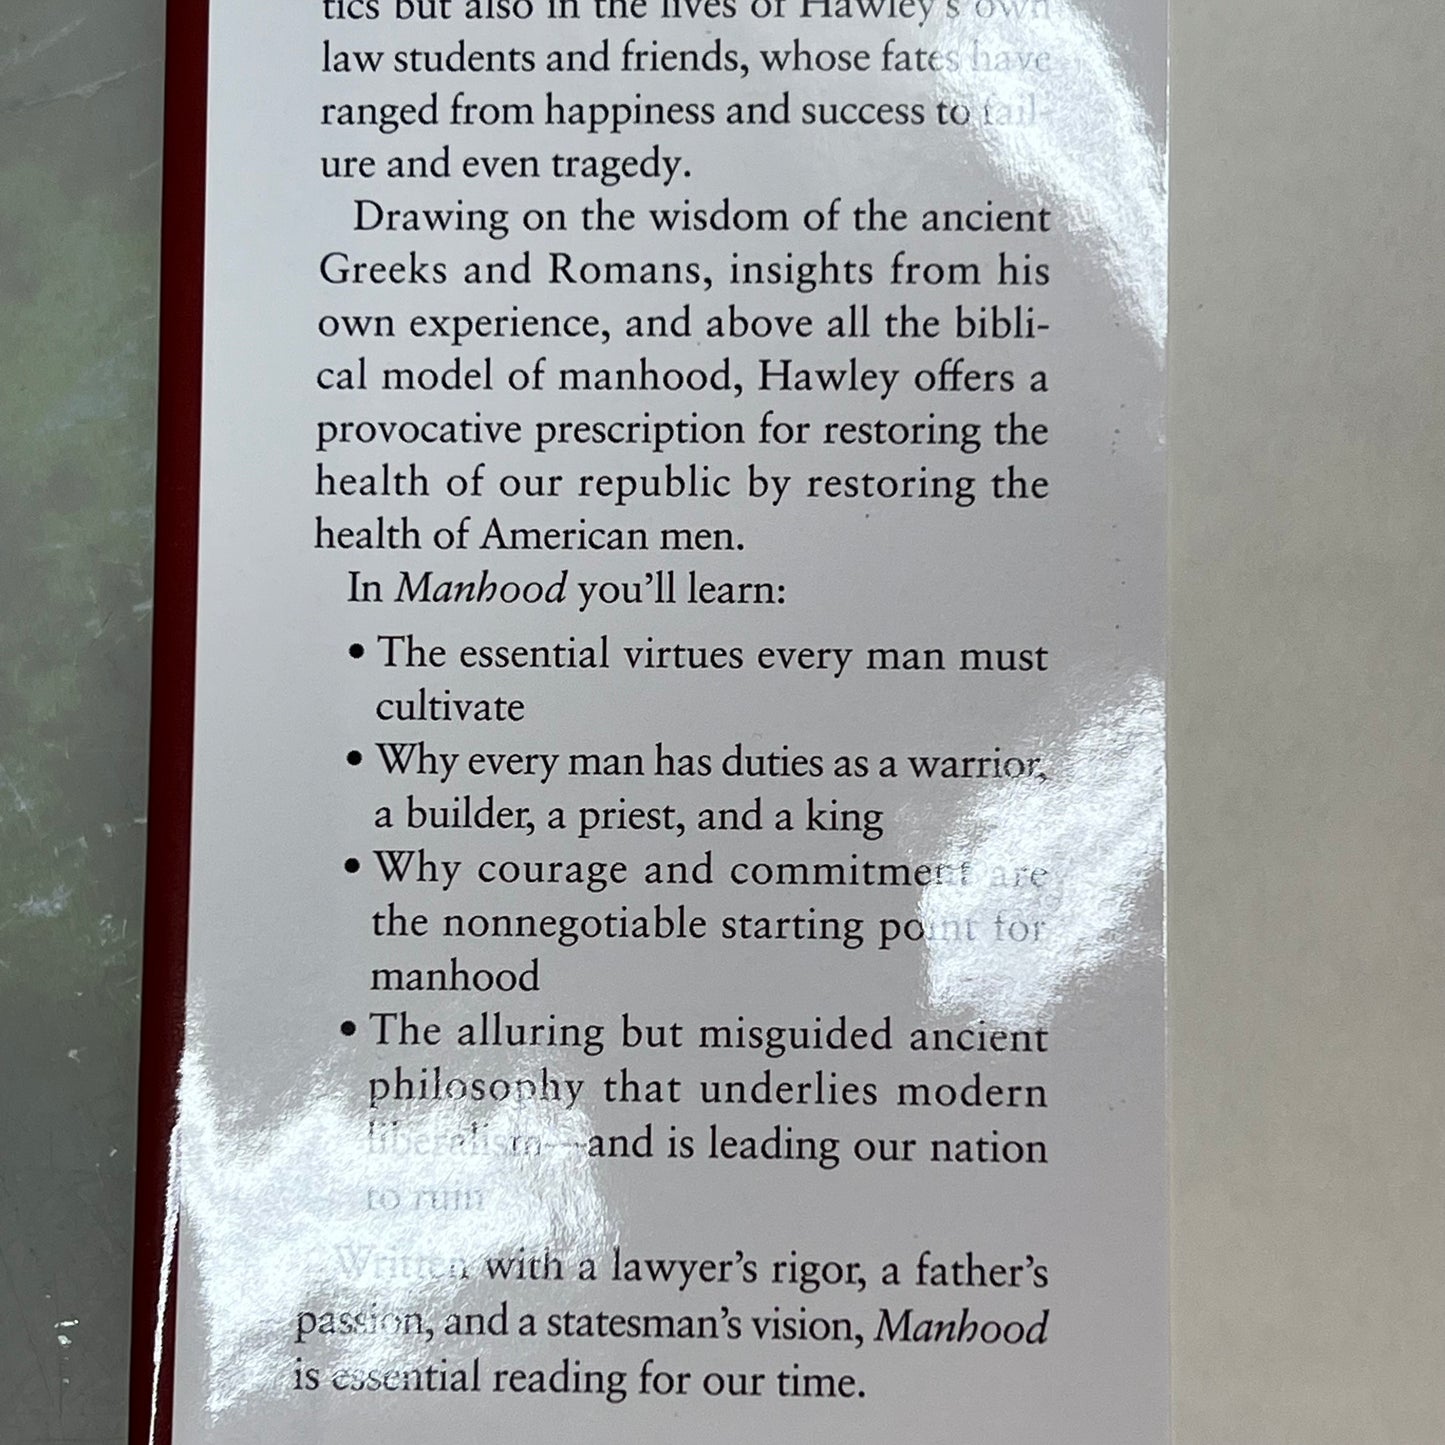 tics but also in the lives of Hawley's own
law students and friends, whose fates have
ranged from happiness and success to fail-
ure and even tragedy.
Drawing on the wisdom of the ancient
Greeks and Romans, insights from his
own experience, and above all the bibli-
cal model of manhood, Hawley offers a
provocative prescription for restoring the
health of our republic by restoring the
health of American men.
In Manhood you'll learn:
• The essential virtues every man must
cultivate
• Why every man has duties as a warrior,
a builder, a priest, and a king
• Why courage and commitment are
the nonnegotiable starting point for
manhood
• The alluring but misguided ancient
philosophy that underlies modern
liberalism—and is leading our nation
to ruin
Written with a lawyer's rigor, a father's
passion, and a statesman's vision, Manhood
is essential reading for our time.